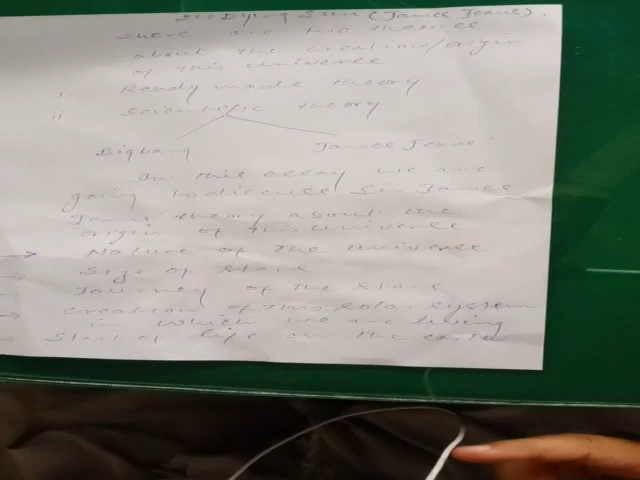 The Dying Sun (James Jeans).
There are two theories
about the creations/origin
of this universe
i Ready made theory
ii Scientific theory
Bigbang James Jeans'
In this essay we are
going to discuss Sir James
Jeans' theory about the
origin of this universe
→ Nature of the universe
→ Size of stars
Journey of the stars
→ creation of this solar system
in which we are living
→ Start of life on the earth